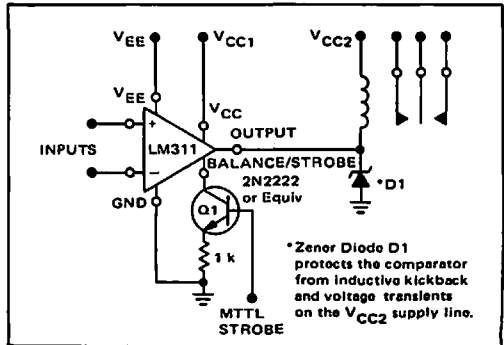 VEE
VCC1
VCC2
VEE
VCC
+
LM311
OUTPUT
INPUTS
BALANCE/STROBE
−
2N2222
or Equiv
*D1
GND
Q1
1 k
MTTL
STROBE
*Zener Diode D1
protects the comparator
from inductive kickback
and voltage transients
on the VCC2 supply line.